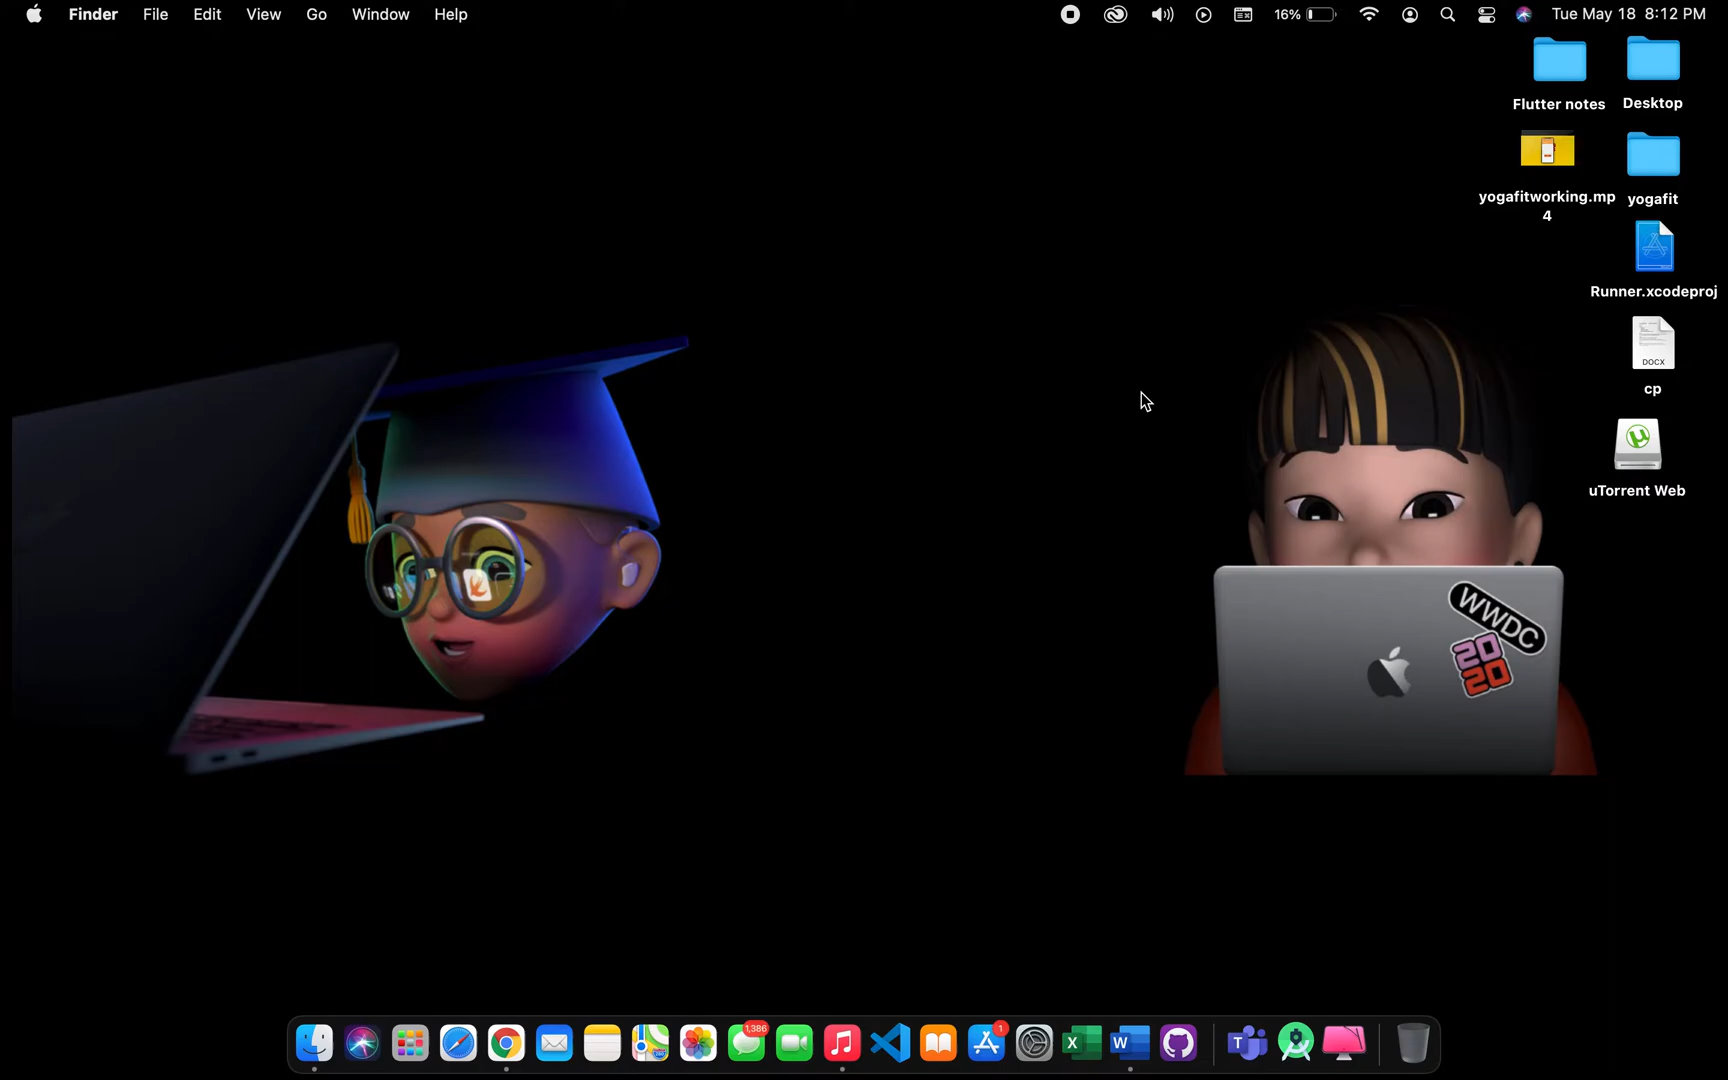 Finder File Edit View Go Window Help 16% Tue May 18 8:12 PM
Flutter notes Desktop
yogafitworking.mp
4
yogafit
Runner.xcodeproj
DOCX
cp
uTorrent Web
WWDC
20
20
1,386
1
X
W
T